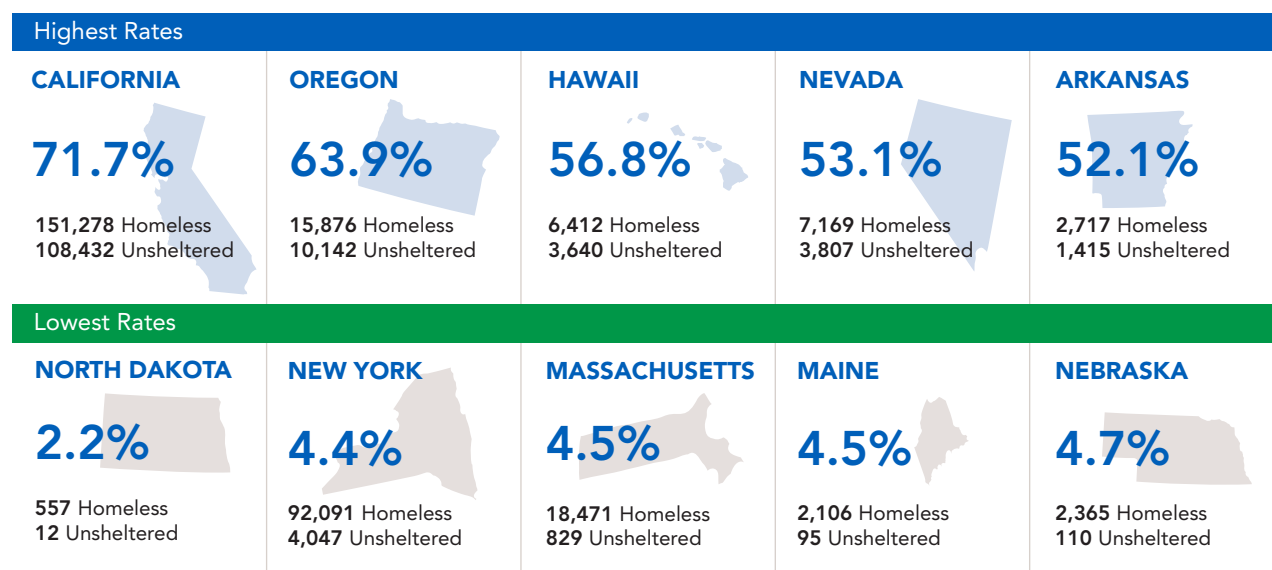 Highest Rates
CALIFORNIA
71.7%
151,278 Homeless
108,432 Unsheltered
OREGON
63.9%
15,876 Homeless
10,142 Unsheltered
HAWAII
56.8%
6,412 Homeless
3,640 Unsheltered
NEVADA
53.1%
7,169 Homeless
3,807 Unsheltered
ARKANSAS
52.1%
2,717 Homeless
1,415 Unsheltered
Lowest Rates
NORTH DAKOTA
2.2%
557 Homeless
12 Unsheltered
NEW YORK
4.4%
92,091 Homeless
4,047 Unsheltered
MASSACHUSETTS
4.5%
18,471 Homeless
829 Unsheltered
MAINE
4.5%
2,106 Homeless
95 Unsheltered
NEBRASKA
4.7%
2,365 Homeless
110 Unsheltered